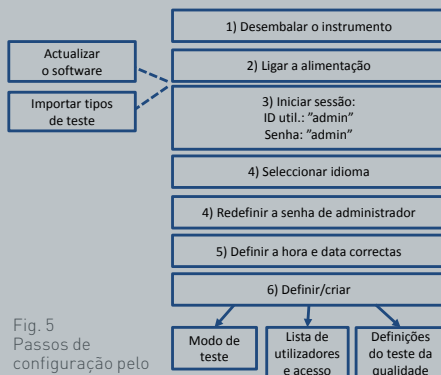 1) Desembalar o instrumento
Actualizar
o software
2) Ligar a alimentação
Importar tipos
de teste
3) Iniciar sessão:
ID util.: ”admin”
Senha: ”admin”
4) Seleccionar idioma
4) Redefinir a senha de administrador
5) Definir a hora e data correctas
6) Definir/criar
Modo de
teste
Lista de
utilizadores
e acesso
Definições
do teste da
qualidade
Fig. 5
Passos de
configuração pelo